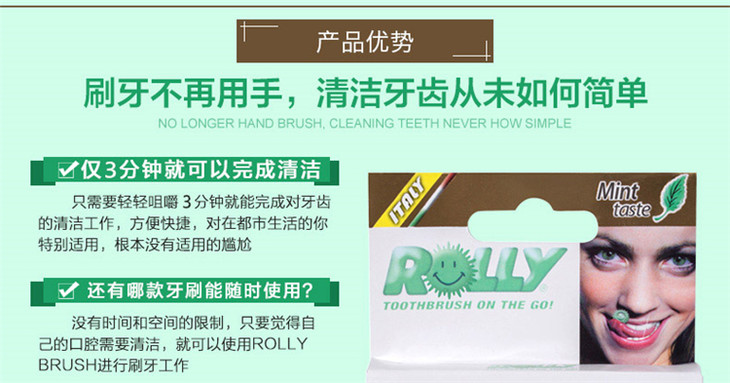 产品优势
刷牙不再用手，清洁牙齿从未如何简单
NO LONGER HAND BRUSH, CLEANING TEETH NEVER HOW SIMPLE
仅3分钟就可以完成清洁
只需要轻轻咀嚼3分钟就能完成对牙齿
的清洁工作，方便快捷，对在都市生活的你
特别适用，根本没有适用的尴尬
还有哪款牙刷能随时使用？
没有时间和空间的限制，只要觉得自
己的口腔需要清洁，就可以使用ROLLY
BRUSH进行刷牙工作
ITALY
Mint
taste
ROLLY
TOOTHBRUSH ON THE GO!